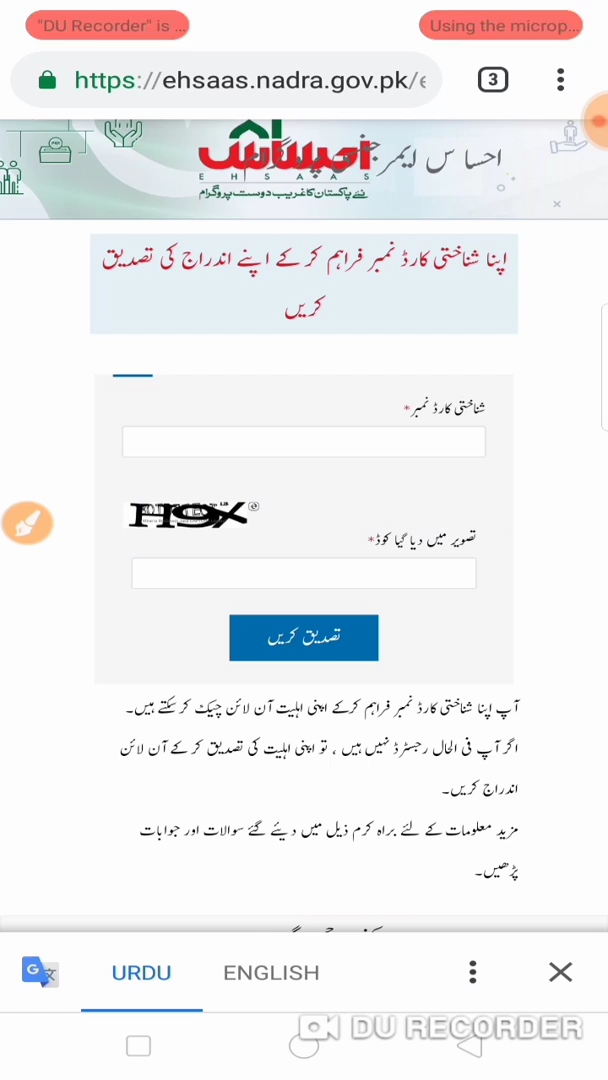 "DU Recorder" is ...
Using the microp...
https://ehsaas.nadra.gov.pk/e
3
احساس ایمرجنسی پروگرام
احساس
EHSAAS
نئے پاکستان کا غریب دوست پروگرام
اپنا شناختی کارڈ نمبر فراہم کر کے اپنے اندراج کی تصدیق
کریں
شناختی کارڈ نمبر*
H9X
تصویر میں دیا گیا کوڈ*
تصدیق کریں
آپ اپنا شناختی کارڈ نمبر فراہم کرکے اپنی اہلیت آن لائن چیک کر سکتے ہیں۔
اگر آپ فی الحال رجسٹرڈ نہیں ہیں ، تو اپنی اہلیت کی تصدیق کر کے آن لائن
اندراج کریں۔
مزید معلومات کے لئے براہ کرم ذیل میں دیئے گئے سوالات اور جوابات
پڑھیں۔
URDU
ENGLISH
DU RECORDER